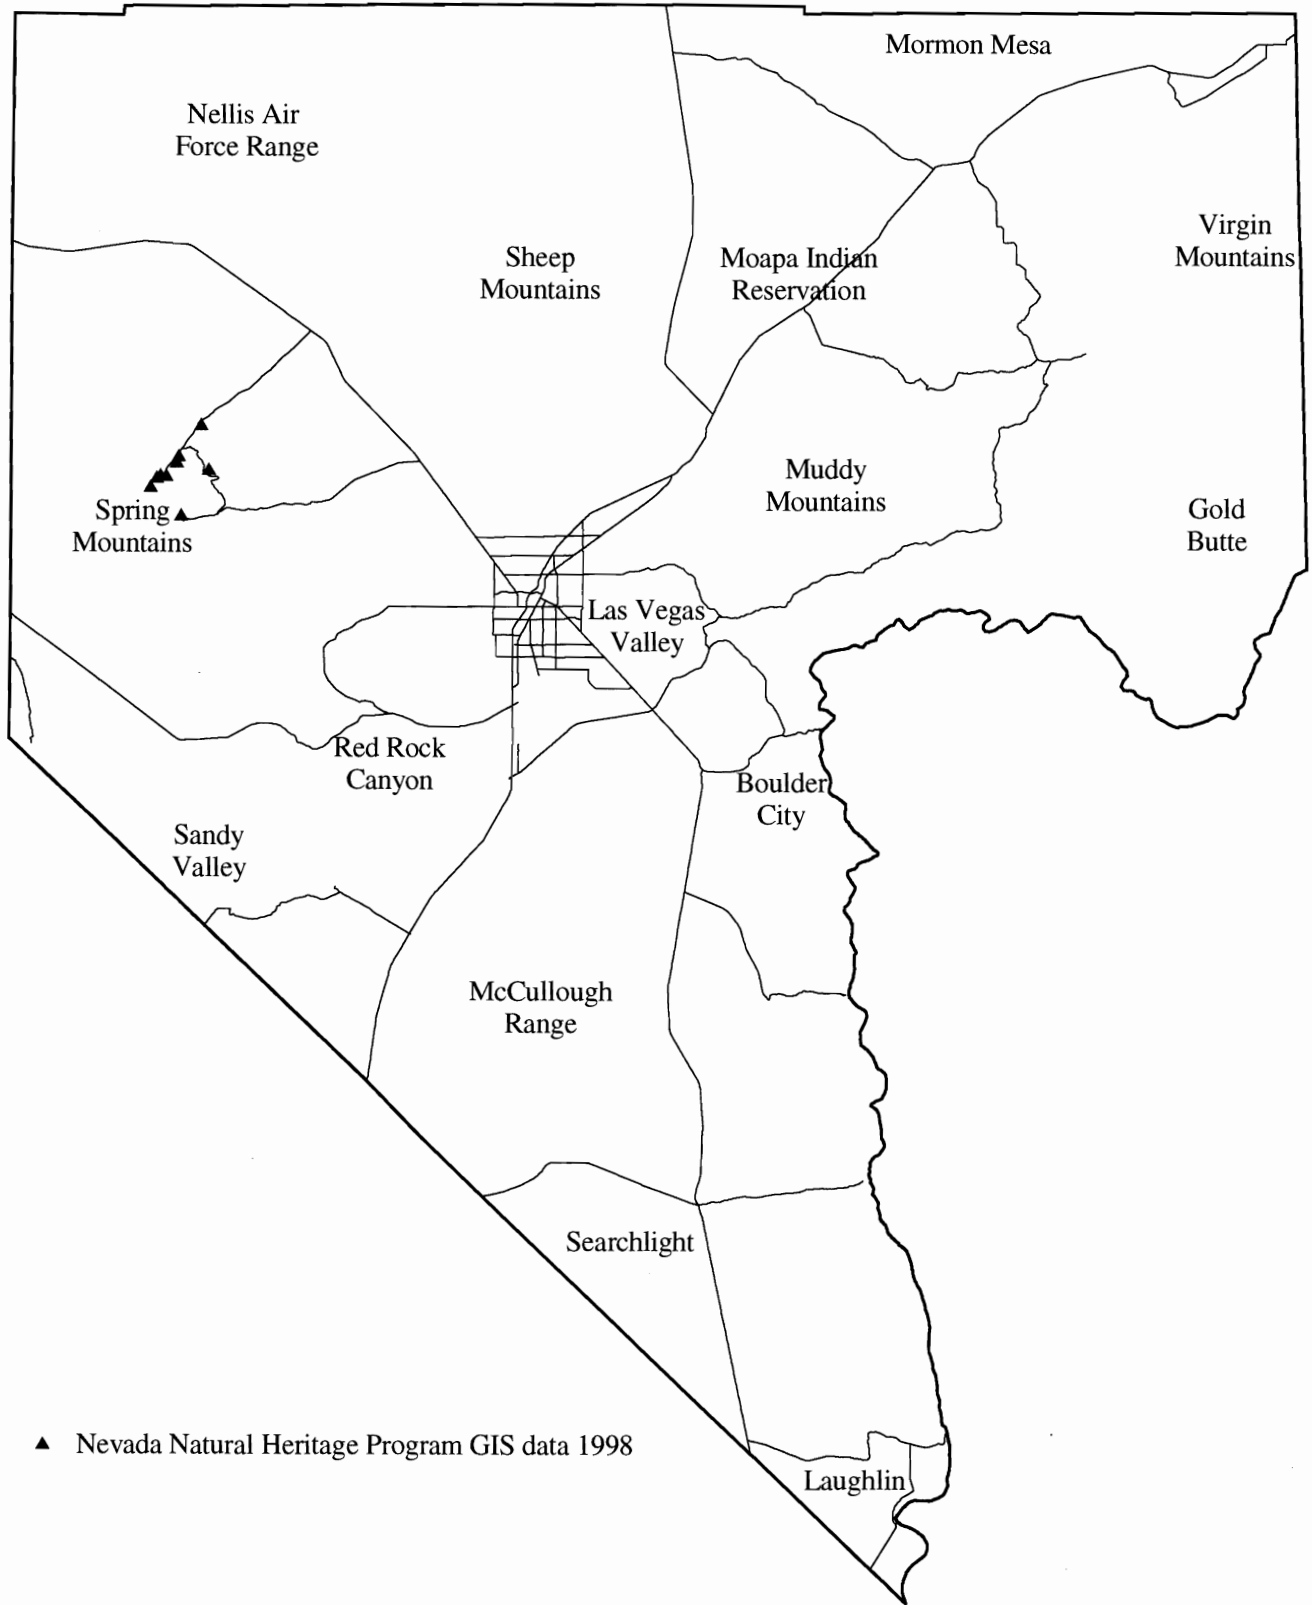 Mormon Mesa
Nellis Air
Force Range
Virgin
Mountains
Sheep
Mountains
Moapa Indian
Reservation
Muddy
Mountains
Gold
Butte
Spring
Mountains
Las Vegas
Valley
Red Rock
Canyon
Boulder
City
Sandy
Valley
McCullough
Range
Searchlight
Nevada Natural Heritage Program GIS data 1998
Laughlin